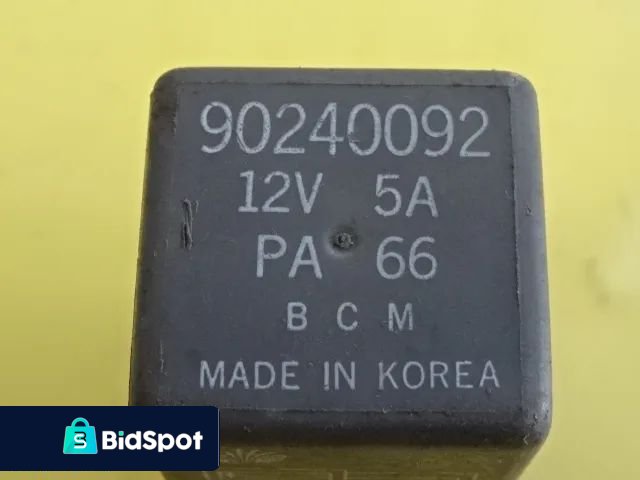 90240092
12V 5A
PA 66
B C M
MADE IN KOREA
BidSpot